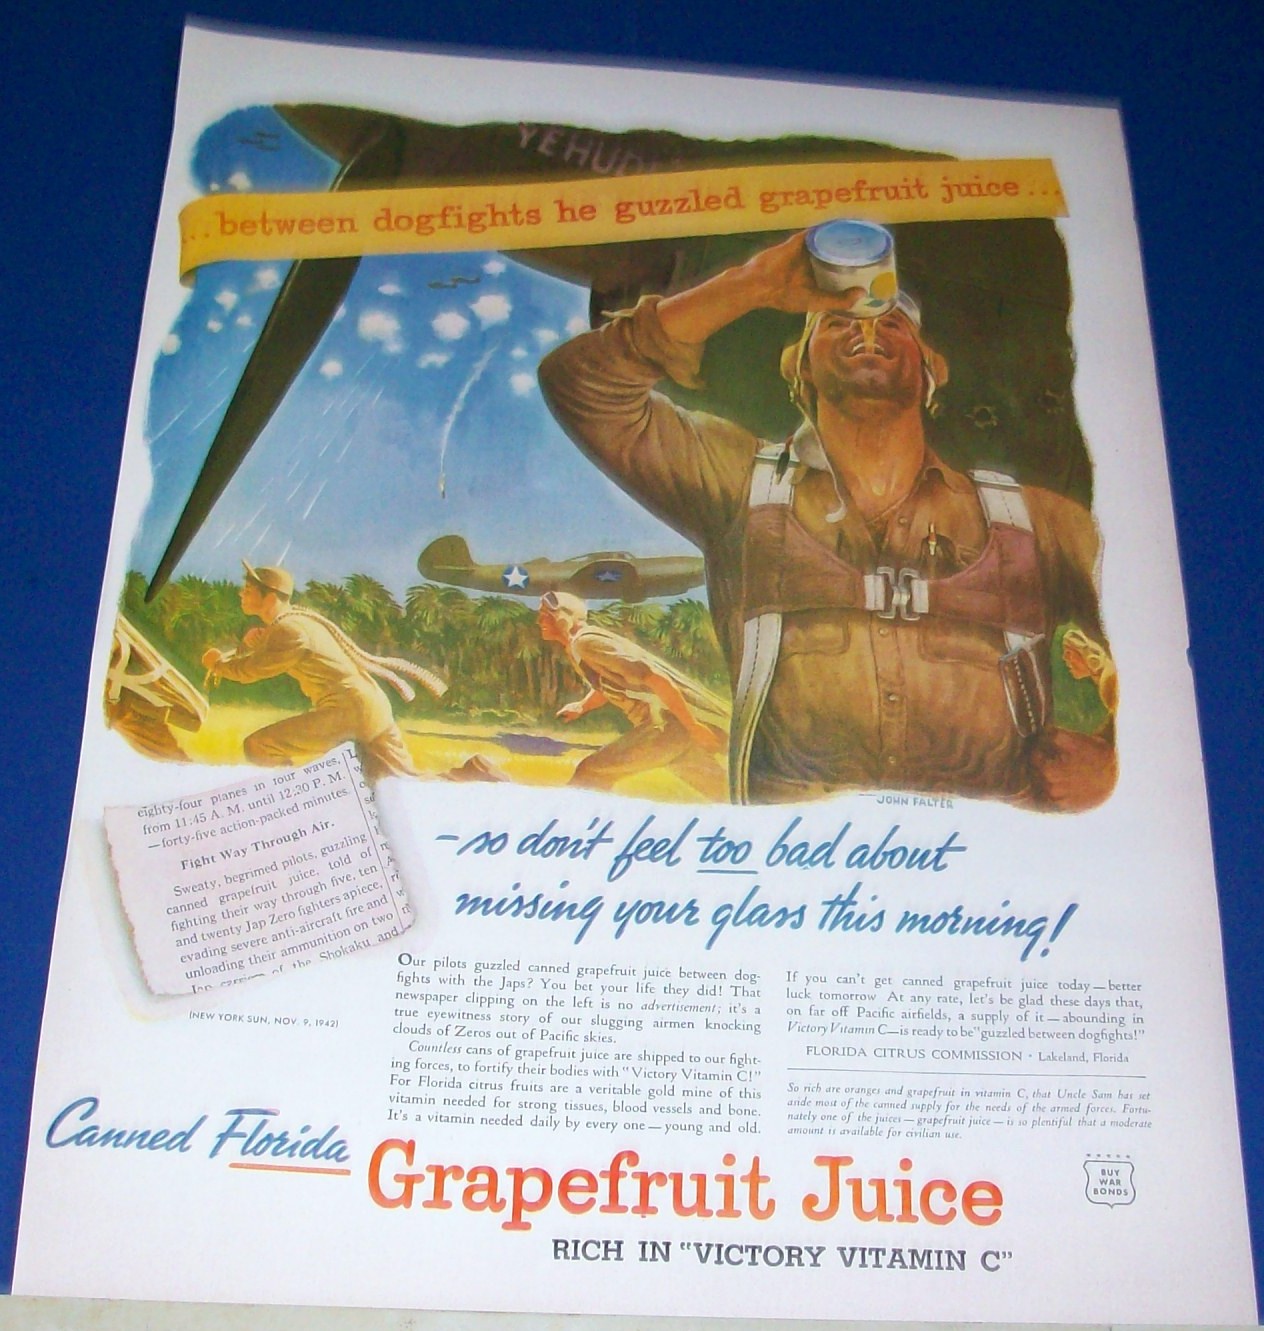 YEHUDI
...between dogfights he guzzled grapefruit juice...
JOHN FALTER
—so don't feel too bad about
missing your glass this morning!
eighty-four planes in four waves,
from 11:45 A. M. until 12:30 P. M.
—forty-five action-packed minutes.
Fight Way Through Air.
Sweaty, begrimed pilots, guzzling
canned grapefruit juice, told of
fighting their way through five, ten
and twenty Jap Zero fighters apiece,
evading severe anti-aircraft fire and
unloading their ammunition on two
Jap carriers of the Shokaku and
(NEW YORK SUN, NOV. 9, 1942)
Our pilots guzzled canned grapefruit juice between dog-
fights with the Japs? You bet your life they did! That
newspaper clipping on the left is no advertisement; it's a
true eyewitness story of our slugging airmen knocking
clouds of Zeros out of Pacific skies.
Countless cans of grapefruit juice are shipped to our fight-
ing forces, to fortify their bodies with "Victory Vitamin C!"
For Florida citrus fruits are a veritable gold mine of this
vitamin needed for strong tissues, blood vessels and bone.
It's a vitamin needed daily by every one—young and old.
If you can't get canned grapefruit juice today—better
luck tomorrow. At any rate, let's be glad these days that,
on far off Pacific airfields, a supply of it—abounding in
Victory Vitamin C—is ready to be "guzzled between dogfights!"
FLORIDA CITRUS COMMISSION • Lakeland, Florida
So rich are oranges and grapefruit in vitamin C, that Uncle Sam has set
aside most of the canned supply for the needs of the armed forces. Fortu-
nately one of the juices—grapefruit juice—is so plentiful that a moderate
amount is available for civilian use.
Canned Florida
Grapefruit Juice
RICH IN "VICTORY VITAMIN C"
BUY
WAR
BONDS